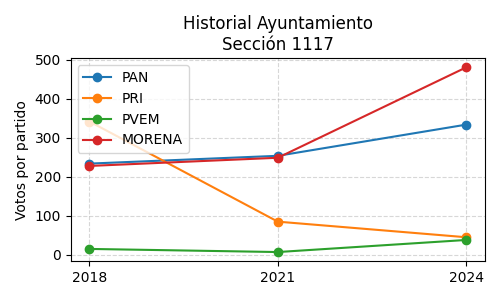 Historial Ayuntamiento
Sección 1117
Votos por partido
500
400
300
200
100
0
PAN
PRI
PVEM
MORENA
2018
2021
2024